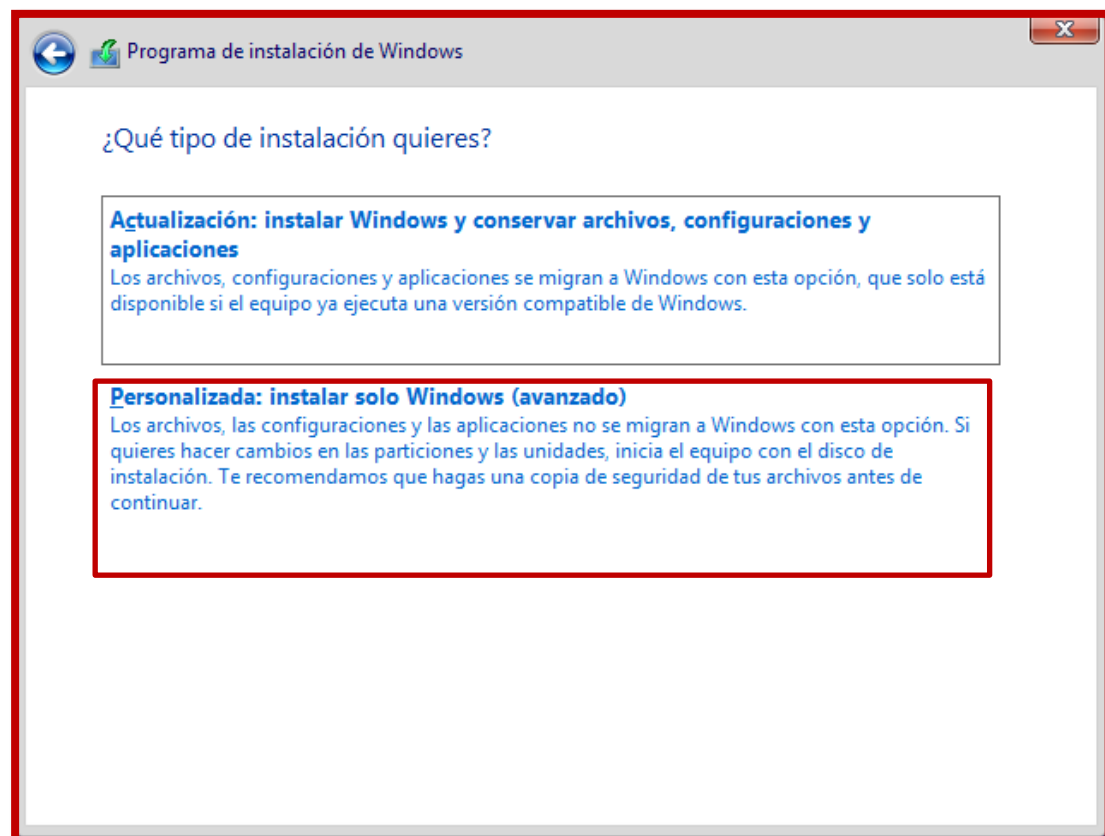 Programa de instalación de Windows
¿Qué tipo de instalación quieres?
Actualización: instalar Windows y conservar archivos, configuraciones y
aplicaciones
Los archivos, configuraciones y aplicaciones se migran a Windows con esta opción, que solo está
disponible si el equipo ya ejecuta una versión compatible de Windows.
Personalizada: instalar solo Windows (avanzado)
Los archivos, las configuraciones y las aplicaciones no se migran a Windows con esta opción. Si
quieres hacer cambios en las particiones y las unidades, inicia el equipo con el disco de
instalación. Te recomendamos que hagas una copia de seguridad de tus archivos antes de
continuar.